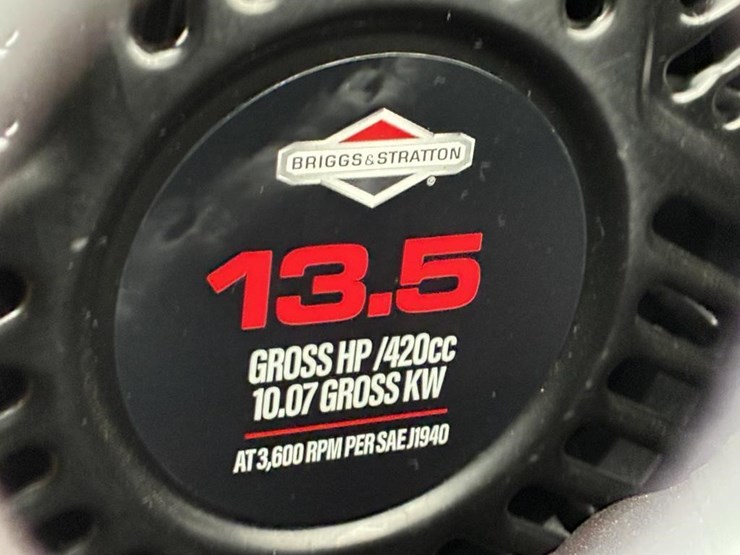 BRIGGS&STRATTON
®
13.5
GROSS HP /420cc
10.07 GROSS KW
AT 3,600 RPM PER SAE J1940